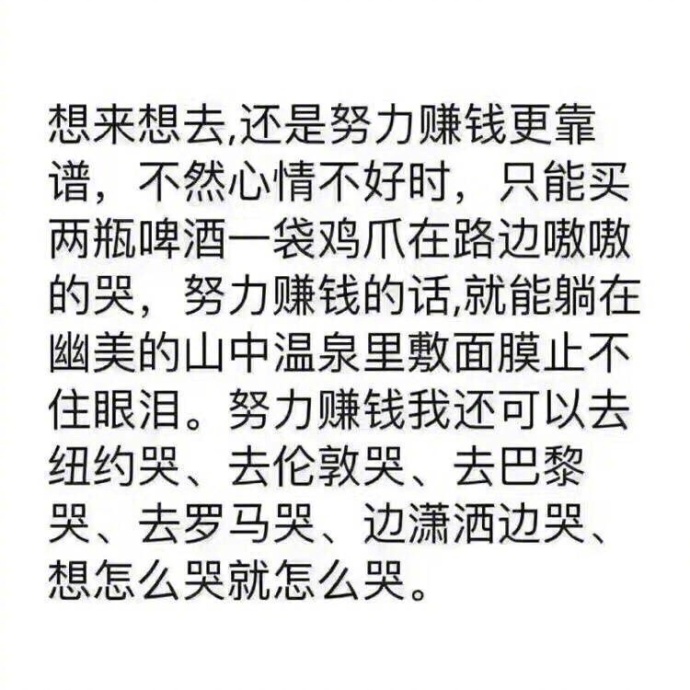 想来想去,还是努力赚钱更靠
谱，不然心情不好时，只能买
两瓶啤酒一袋鸡爪在路边嗷嗷
的哭，努力赚钱的话,就能躺在
幽美的山中温泉里敷面膜止不
住眼泪。努力赚钱我还可以去
纽约哭、去伦敦哭、去巴黎
哭、去罗马哭、边潇洒边哭、
想怎么哭就怎么哭。